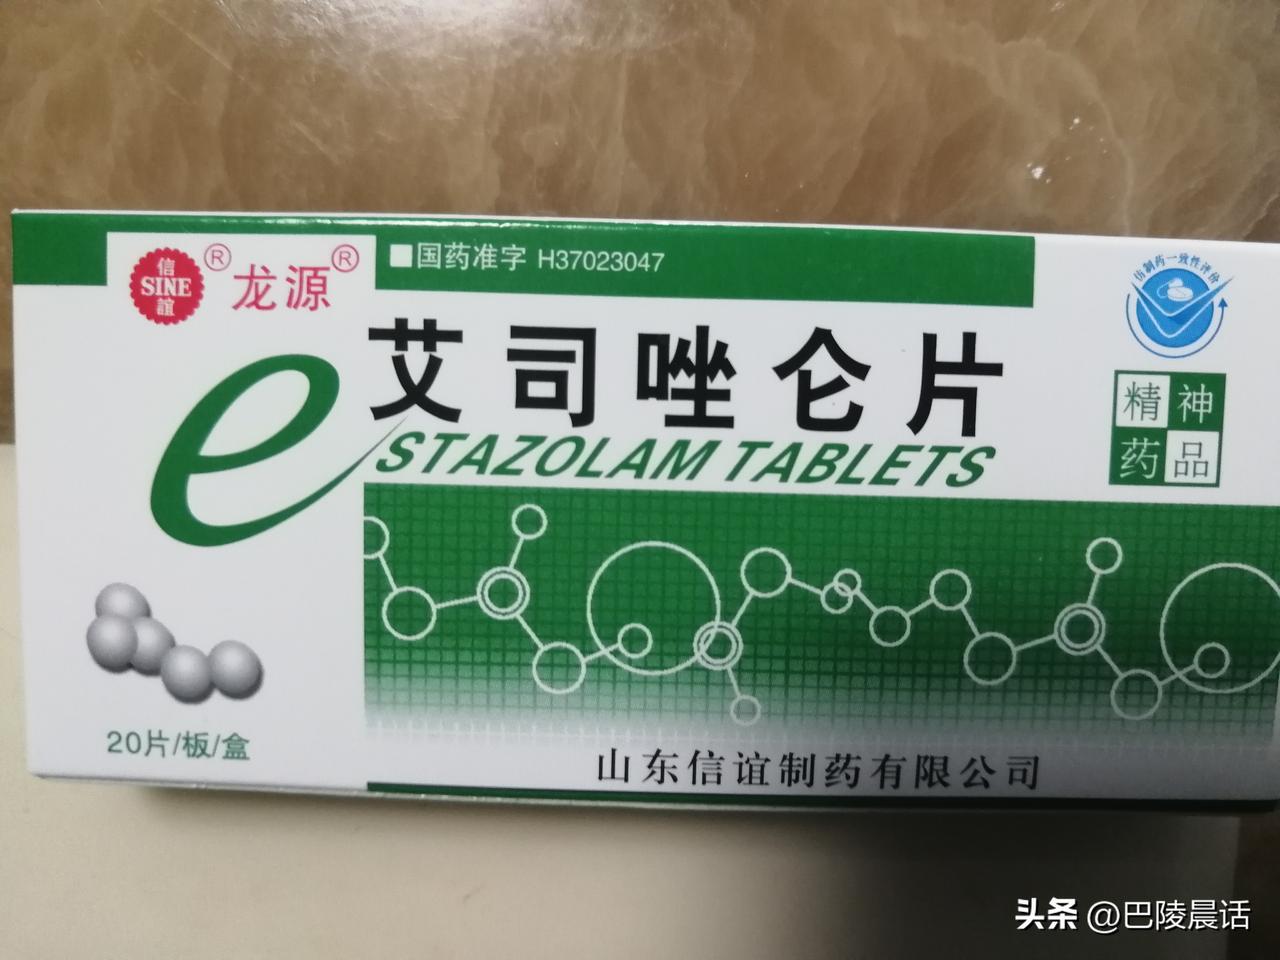 信
SINE
誼
® 龙源®
国药准字 H37023047
仿制药一致性评价
艾司唑仑片
eSTAZOLAM TABLETS
精神
药品
20片/板/盒
山东信谊制药有限公司
头条 @巴陵晨话